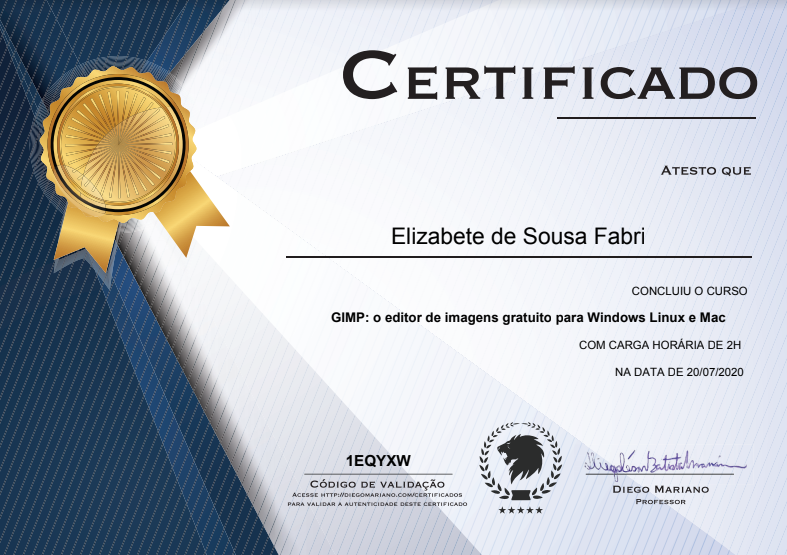 CERTIFICADO
ATESTO QUE
Elizabete de Sousa Fabri
CONCLUIU O CURSO
GIMP: o editor de imagens gratuito para Windows Linux e Mac
COM CARGA HORÁRIA DE 2H
NA DATA DE 20/07/2020
1EQYXW
CÓDIGO DE VALIDAÇÃO
ACESSE HTTP://DIEGOMARIANO.COM/CERTIFICADOS
PARA VALIDAR A AUTENTICIDADE DESTE CERTIFICADO
DIEGO MARIANO
PROFESSOR